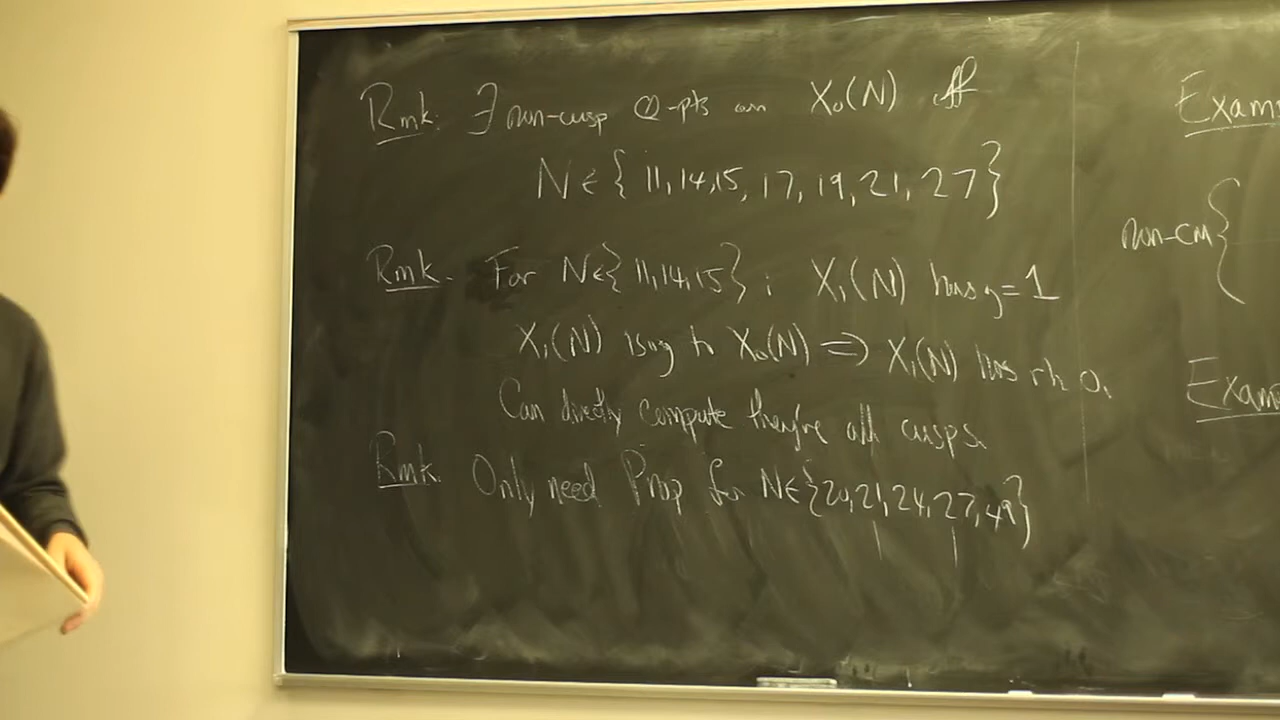 Rmk: ∃ non-cusp Q-pts on X₀(N) iff
N ∈ { 11, 14, 15, 17, 19, 21, 27 }
Rmk. For N ∈ { 11, 14, 15 } ; X₁(N) has g = 1
X₁(N) isog to X₀(N) ⇒ X₁(N) has rk 0.
Can directly compute they're all cusps.
Rmk. Only need Prop for N ∈ { 20, 21, 24, 27, 49 }
Exam
non-CM {
Exam